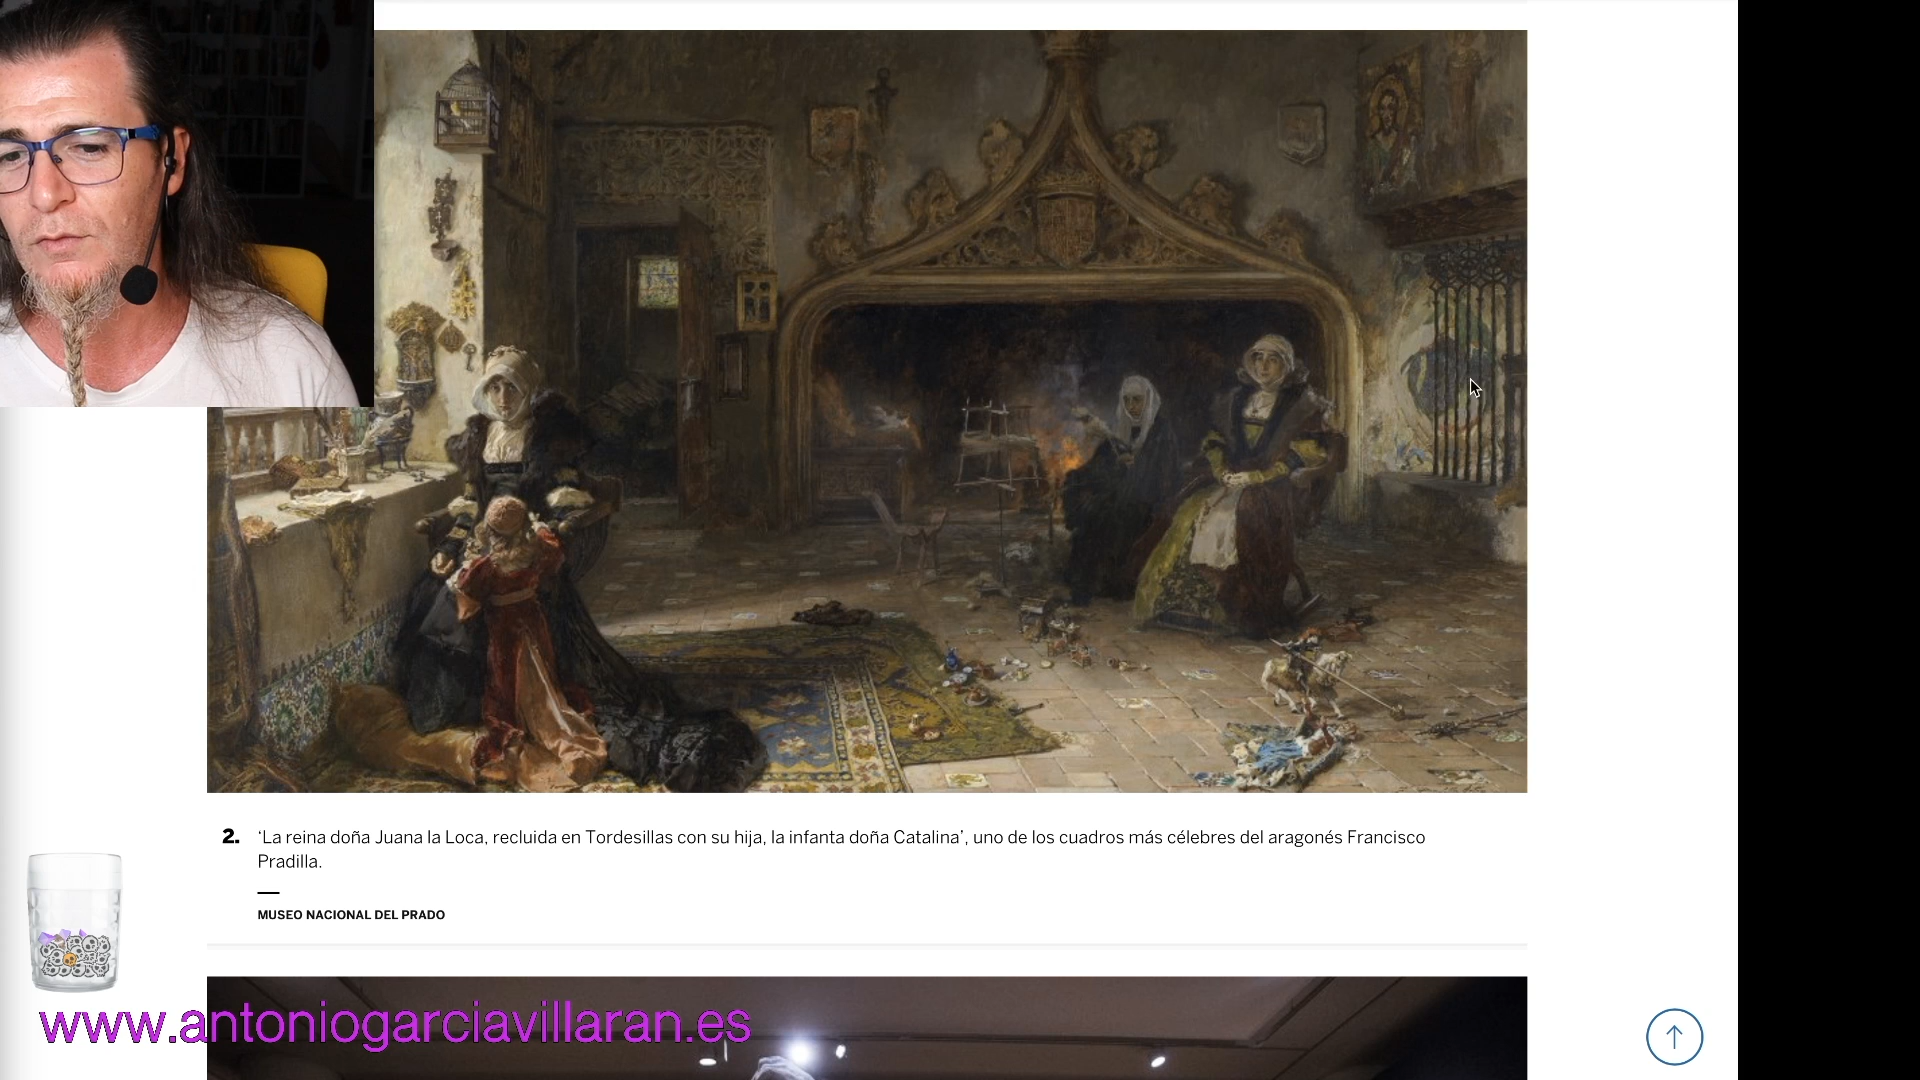 2. ‘La reina doña Juana la Loca, recluida en Tordesillas con su hija, la infanta doña Catalina’, uno de los cuadros más célebres del aragonés Francisco
Pradilla.
MUSEO NACIONAL DEL PRADO
www.antoniogarciavillaran.es